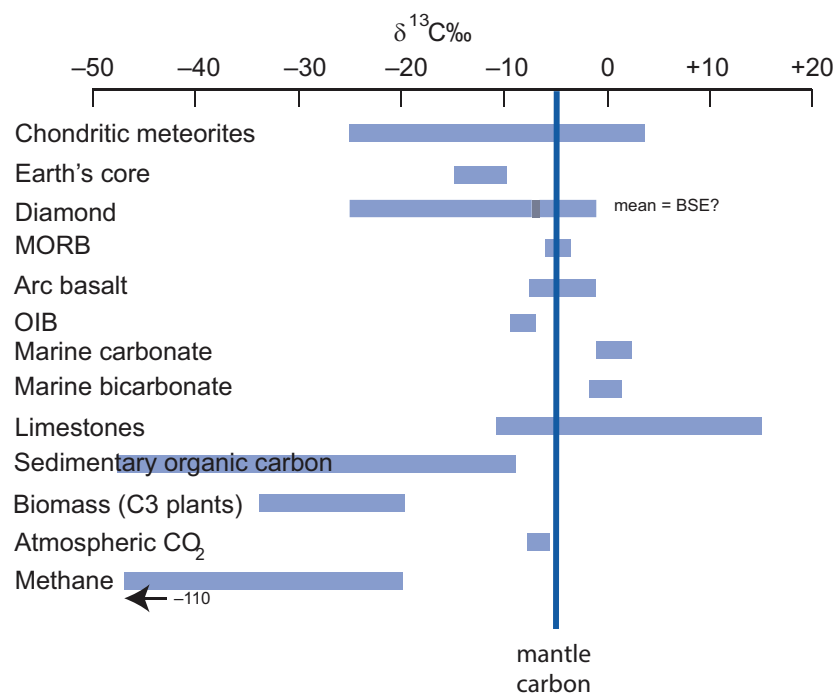 δ¹³C‰
–50 –40 –30 –20 –10 0 +10 +20
Chondritic meteorites
Earth's core
Diamond mean = BSE?
MORB
Arc basalt
OIB
Marine carbonate
Marine bicarbonate
Limestones
Sedimentary organic carbon
Biomass (C3 plants)
Atmospheric CO₂
Methane
–110
mantle
carbon